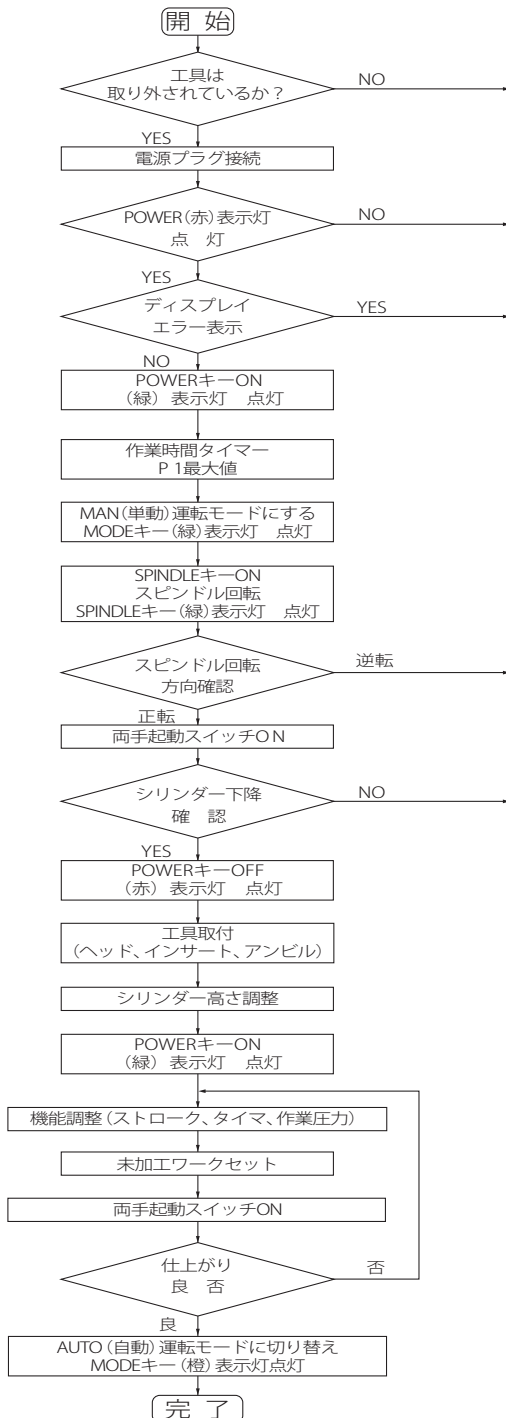 開 始
工具は
取り外されているか？
NO
YES
電源プラグ接続
POWER（赤）表示灯
点 灯
NO
YES
ディスプレイ
エラー表示
YES
NO
POWERキーON
（緑） 表示灯 点灯
作業時間タイマー
P 1最大値
MAN（単動）運転モードにする
MODEキー（緑）表示灯 点灯
SPINDLEキーON
スピンドル回転
SPINDLEキー（緑）表示灯 点灯
スピンドル回転
方向確認
逆転
正転
両手起動スイッチON
シリンダー下降
確 認
NO
YES
POWERキーOFF
（赤） 表示灯 点灯
工具取付
（ヘッド、インサート、アンビル）
シリンダー高さ調整
POWERキーON
（緑） 表示灯 点灯
機能調整（ストローク、タイマ、作業圧力）
未加工ワークセット
両手起動スイッチON
仕上がり
良 否
否
良
AUTO（自動）運転モードに切り替え
MODEキー（橙）表示灯点灯
完 了